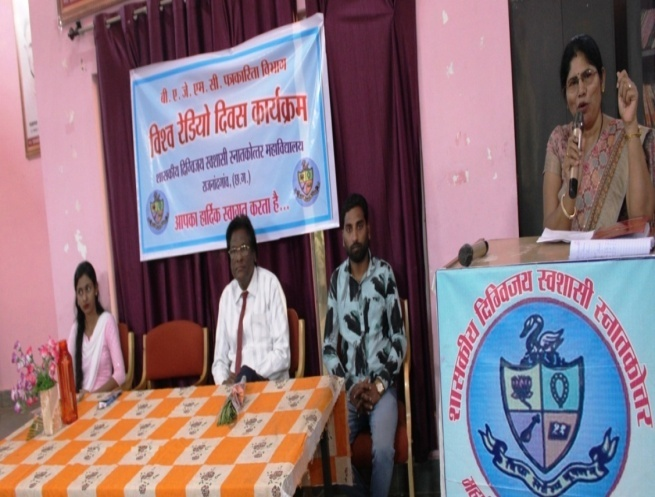 बी. ए. जे. एम. सी. पत्रकारिता विभाग
विश्व रेडियो दिवस कार्यक्रम
शासकीय दिग्विजय स्वशासी स्नातकोत्तर महाविद्यालय
राजनांदगांव, (छ.ग.)
आपका हार्दिक स्वागत करता है...
शासकीय दिग्विजय स्वशासी स्नातकोत्तर